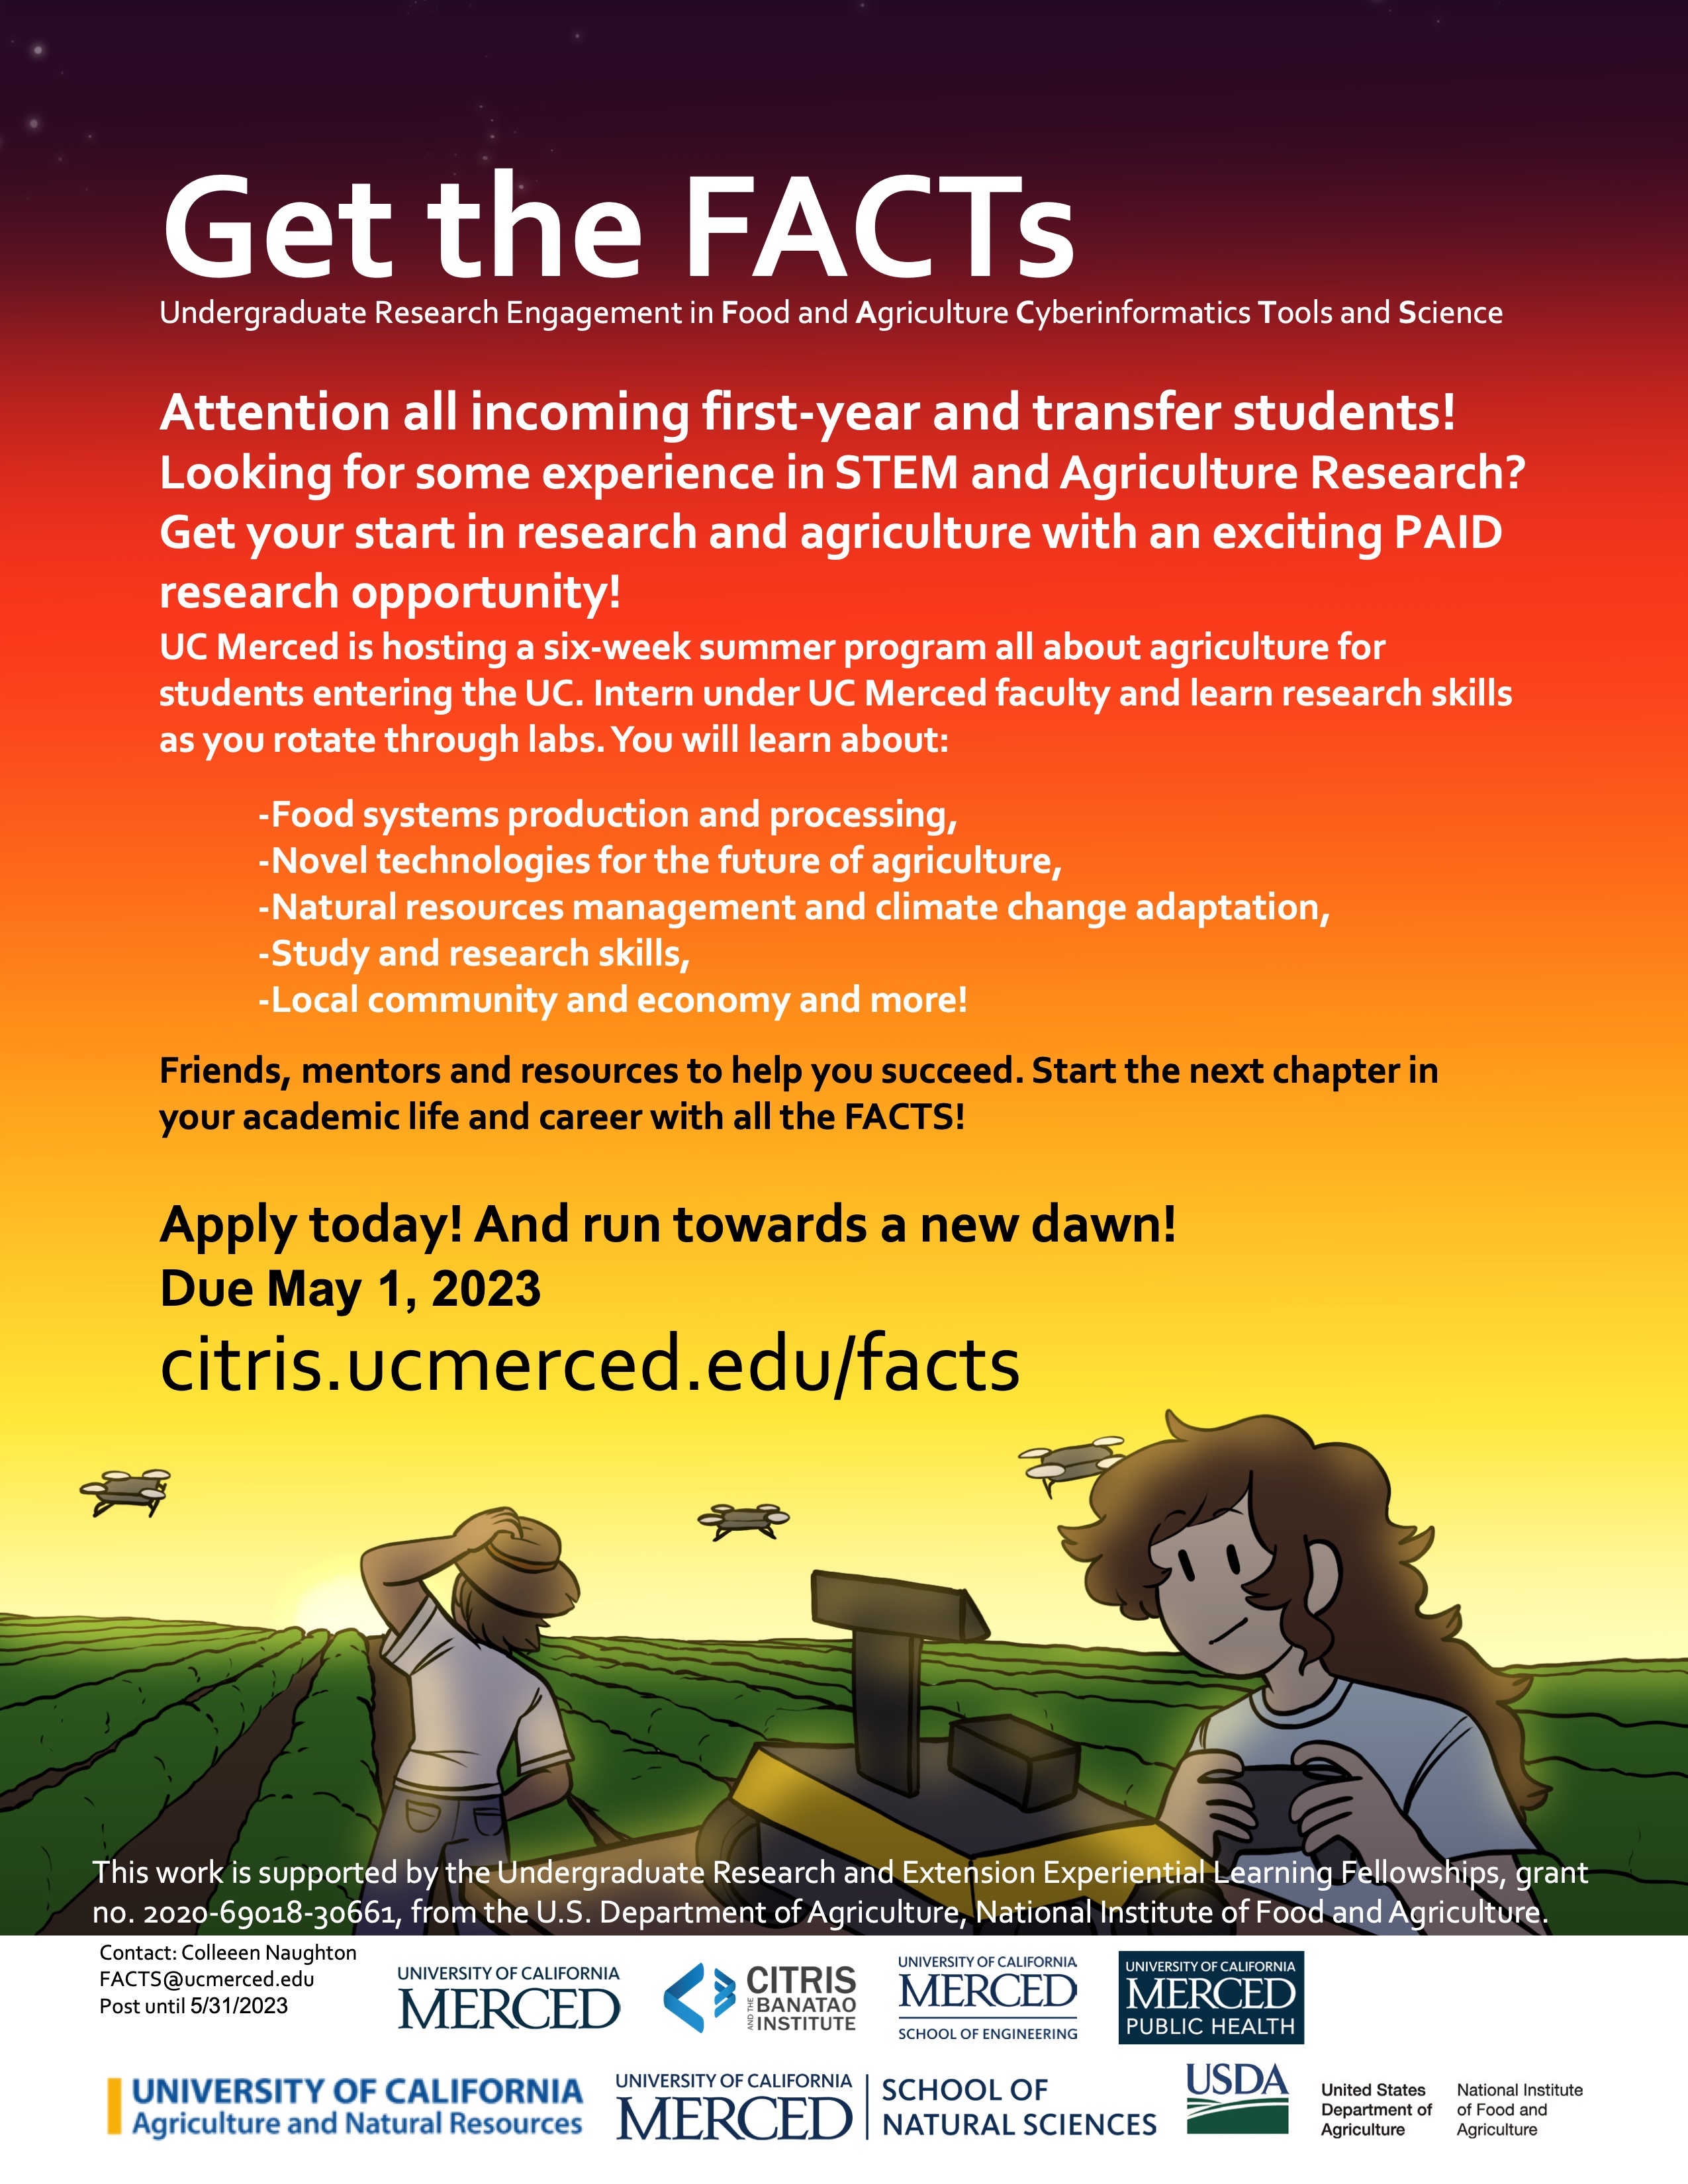 Get the FACTs
Undergraduate Research Engagement in Food and Agriculture Cyberinformatics Tools and Science
Attention all incoming first-year and transfer students!
Looking for some experience in STEM and Agriculture Research?
Get your start in research and agriculture with an exciting PAID
research opportunity!
UC Merced is hosting a six-week summer program all about agriculture for
students entering the UC. Intern under UC Merced faculty and learn research skills
as you rotate through labs. You will learn about:
-Food systems production and processing,
-Novel technologies for the future of agriculture,
-Natural resources management and climate change adaptation,
-Study and research skills,
-Local community and economy and more!
Friends, mentors and resources to help you succeed. Start the next chapter in
your academic life and career with all the FACTS!
Apply today! And run towards a new dawn!
Due May 1, 2023
citris.ucmerced.edu/facts
This work is supported by the Undergraduate Research and Extension Experiential Learning Fellowships, grant
no. 2020-69018-30661, from the U.S. Department of Agriculture, National Institute of Food and Agriculture.
Contact: Colleeen Naughton
FACTS@ucmerced.edu
Post until 5/31/2023
UNIVERSITY OF CALIFORNIA
MERCED
CITRIS
AND THE
BANATAO
INSTITUTE
UNIVERSITY OF CALIFORNIA
MERCED
SCHOOL OF ENGINEERING
UNIVERSITY OF CALIFORNIA
MERCED
PUBLIC HEALTH
UNIVERSITY OF CALIFORNIA
Agriculture and Natural Resources
UNIVERSITY OF CALIFORNIA
MERCED
SCHOOL OF
NATURAL SCIENCES
USDA
United States
Department of
Agriculture
National Institute
of Food and
Agriculture